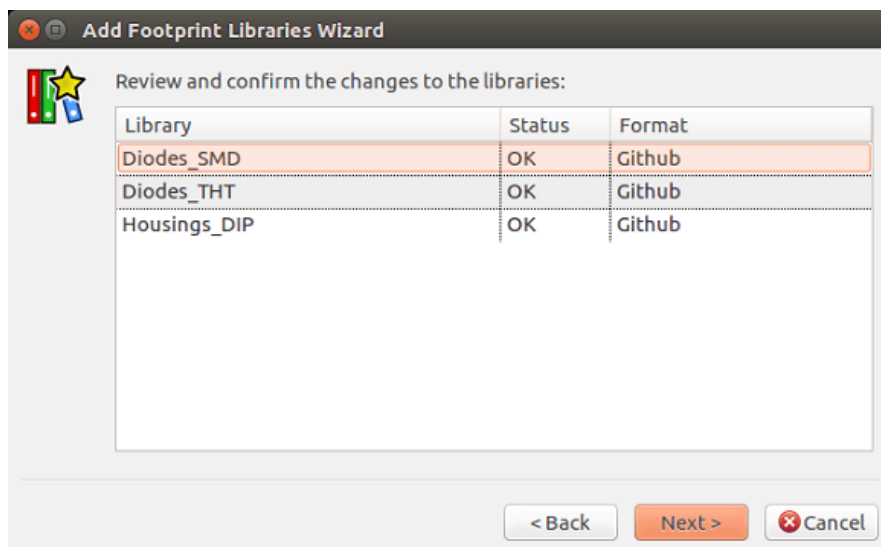 Add Footprint Libraries Wizard
Review and confirm the changes to the libraries:
Library Status Format
Diodes_SMD OK Github
Diodes_THT OK Github
Housings_DIP OK Github
< Back Next > Cancel